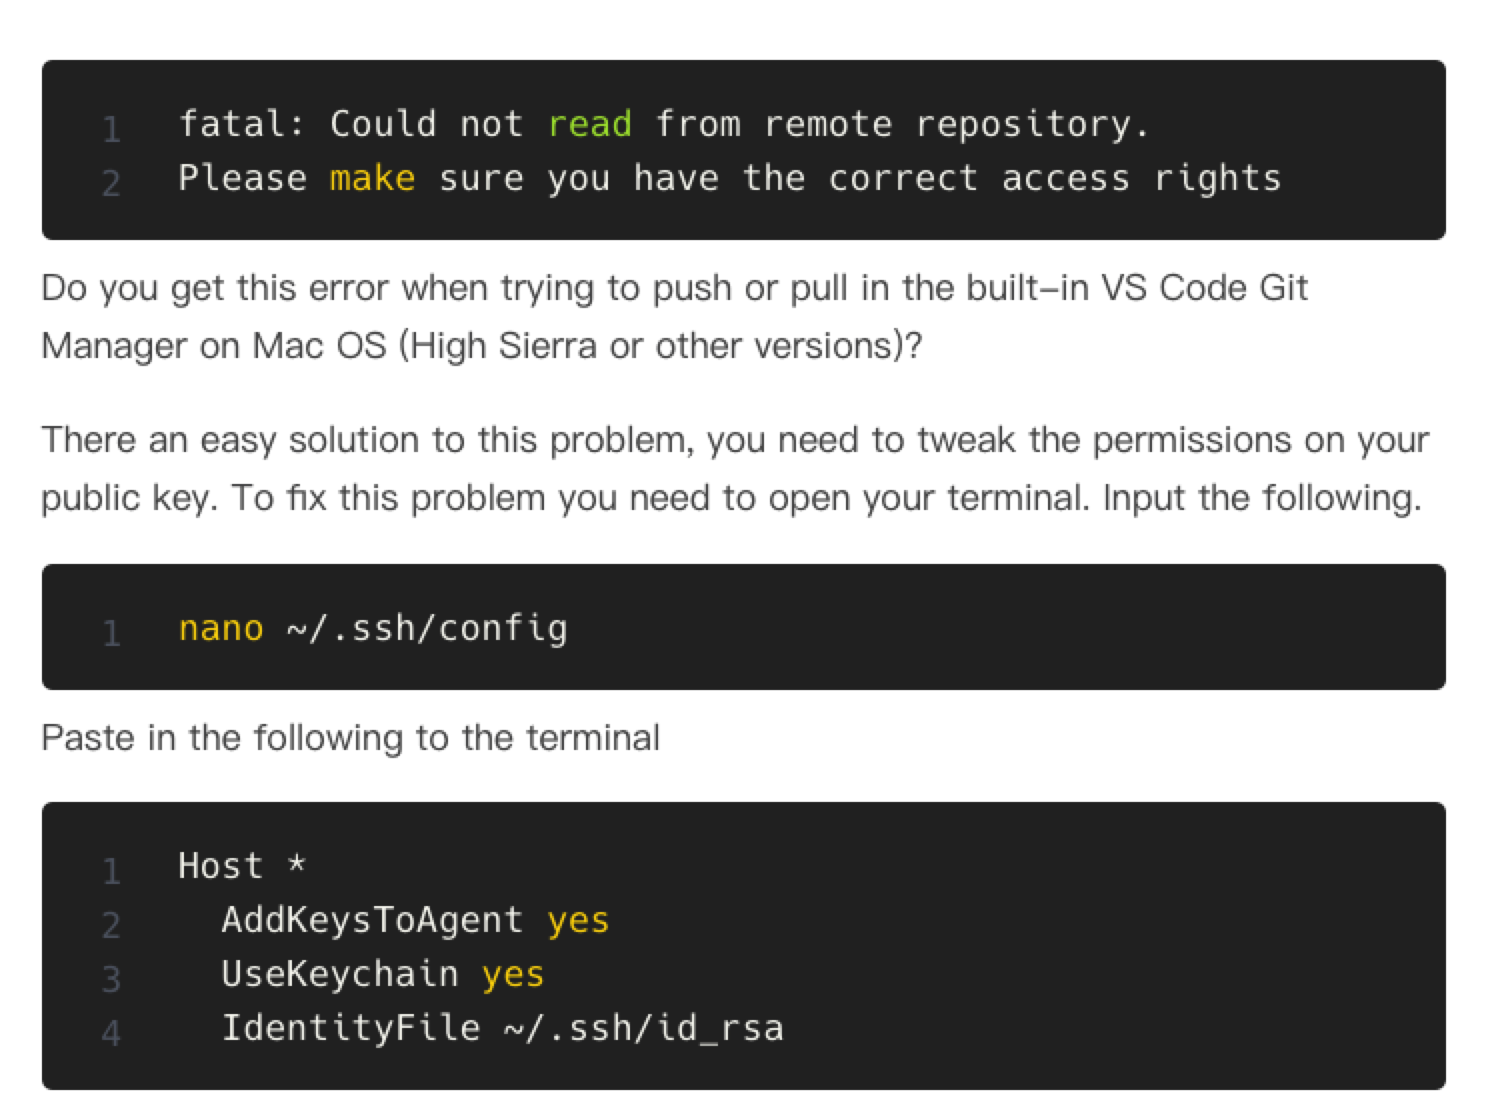 1 fatal: Could not read from remote repository.
2 Please make sure you have the correct access rights
Do you get this error when trying to push or pull in the built–in VS Code Git
Manager on Mac OS (High Sierra or other versions)?
There an easy solution to this problem, you need to tweak the permissions on your
public key. To fix this problem you need to open your terminal. Input the following.
1 nano ~/.ssh/config
Paste in the following to the terminal
1 Host *
2   AddKeysToAgent yes
3   UseKeychain yes
4   IdentityFile ~/.ssh/id_rsa